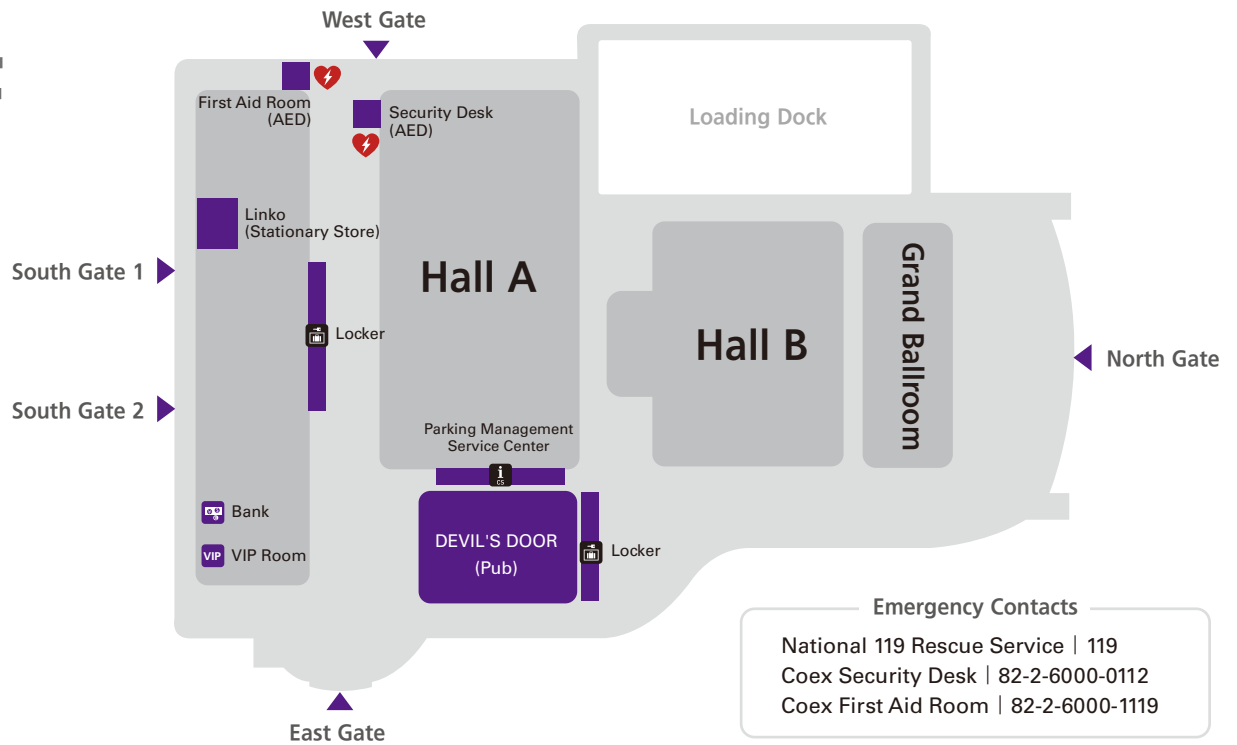 West Gate
First Aid Room
(AED)
Security Desk
(AED)
Loading Dock
Linko
(Stationary Store)
South Gate 1
Hall A
Hall B
Grand Ballroom
Locker
North Gate
South Gate 2
Parking Management
Service Center
i
CS
Bank
VIP
VIP Room
DEVIL'S DOOR
(Pub)
Locker
East Gate
Emergency Contacts
National 119 Rescue Service | 119
Coex Security Desk | 82-2-6000-0112
Coex First Aid Room | 82-2-6000-1119